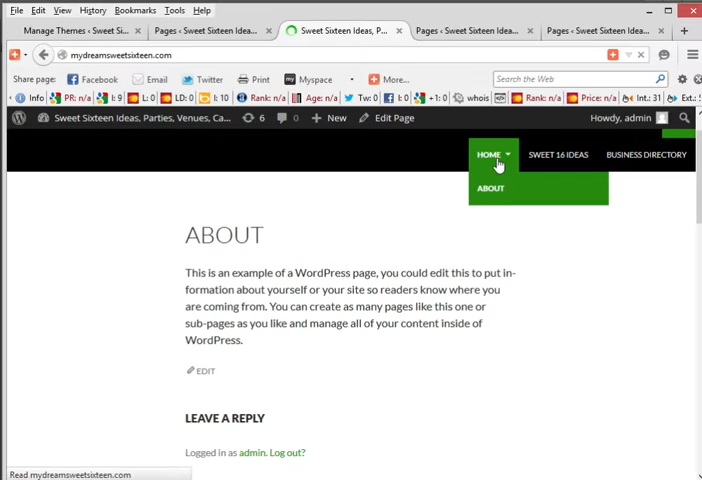 File Edit View History Bookmarks Tools Help
Manage Themes ‹ Sweet Si... Pages ‹ Sweet Sixteen Idea... Sweet Sixteen Ideas, P... Pages ‹ Sweet Sixteen Idea... Pages ‹ Sweet Sixteen Idea...
mydreamsweetsixteen.com
Share page: Facebook Email Twitter Print Myspace More... Search the Web
Info PR: n/a I: 9 L: 0 LD: 0 I: 10 Rank: n/a Age: n/a Tw: 0 I: 0 +1: 0 whois Rank: n/a Price: n/a Int.: 31 Ext.:
Sweet Sixteen Ideas, Parties, Venues, Ca... 6 0 New Edit Page Howdy, admin
HOME SWEET 16 IDEAS BUSINESS DIRECTORY
ABOUT
ABOUT
This is an example of a WordPress page, you could edit this to put in-
formation about yourself or your site so readers know where you
are coming from. You can create as many pages like this one or
sub-pages as you like and manage all of your content inside of
WordPress.
EDIT
LEAVE A REPLY
Logged in as admin. Log out?
Read mydreamsweetsixteen.com